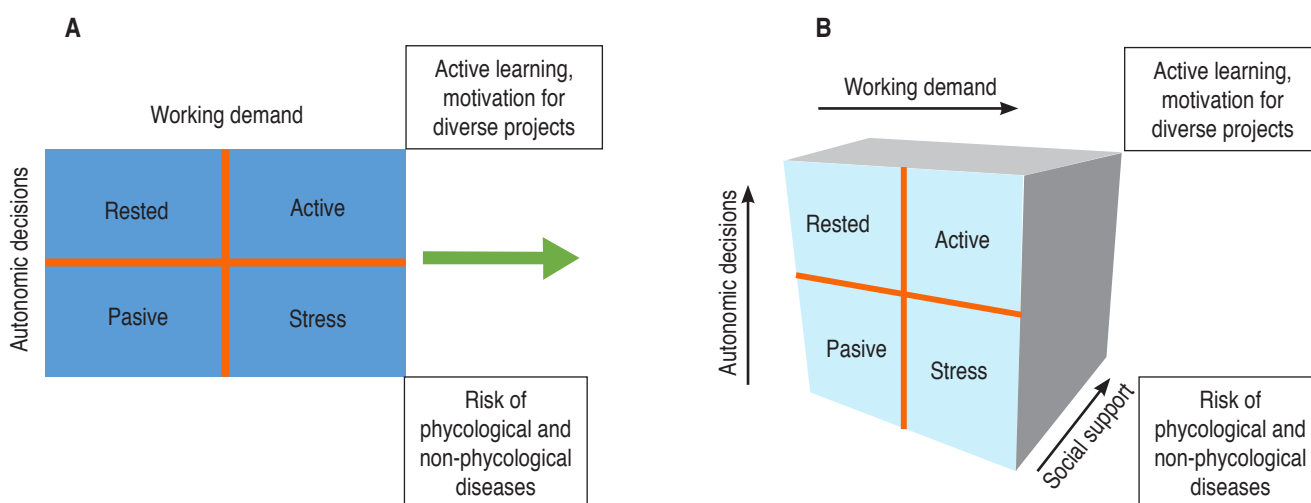 A
Active learning,
motivation for
diverse projects
Working demand
Autonomic decisions
Rested
Active
Pasive
Stress
Risk of
phycological and
non-phycological
diseases
B
Active learning,
motivation for
diverse projects
Working demand
Autonomic decisions
Rested
Active
Pasive
Stress
Social support
Risk of
phycological and
non-phycological
diseases